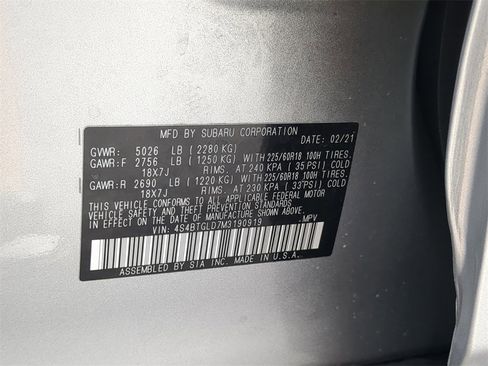 MFD BY SUBARU CORPORATION
DATE: 02/21
GVWR: 5026 LB ( 2280 KG)
GAWR:F 2756 LB ( 1250 KG) WITH 225/60R18 100H TIRES,
18X7J RIMS, AT 240 KPA ( 35 PSI) COLD
GAWR:R 2690 LB ( 1220 KG) WITH 225/60R18 100H TIRES,
18X7J RIMS, AT 230 KPA ( 33 PSI) COLD
THIS VEHICLE CONFORMS TO ALL APPLICABLE FEDERAL MOTOR
VEHICLE SAFETY AND THEFT PREVENTION STANDARDS
IN EFFECT ON THE DATE OF MANUFACTURE SHOWN ABOVE.
VIN: 4S4BTGLD7M3190919 MPV
ASSEMBLED BY SIA INC. MADE IN U.S.A.